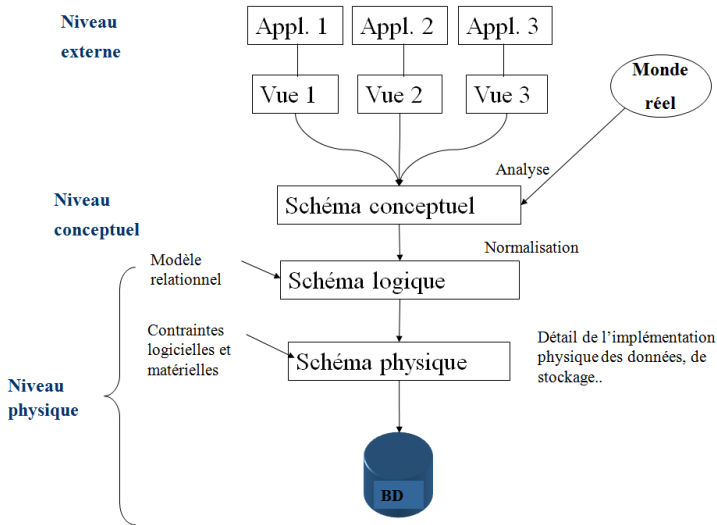 Niveau
externe
Appl. 1
Appl. 2
Appl. 3
Vue 1
Vue 2
Vue 3
Monde
réel
Analyse
Niveau
conceptuel
Schéma conceptuel
Normalisation
Modèle
relationnel
Schéma logique
Contraintes
logicielles et
matérielles
Schéma physique
Détail de l’implémentation
physique des données, de
stockage..
Niveau
physique
BD